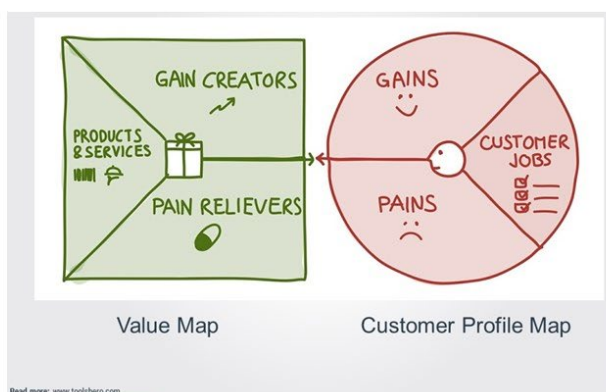 GAIN CREATORS
PRODUCTS
& SERVICES
PAIN RELIEVERS
GAINS
CUSTOMER
JOBS
PAINS
Value Map
Customer Profile Map
Read more: www.toolshero.com